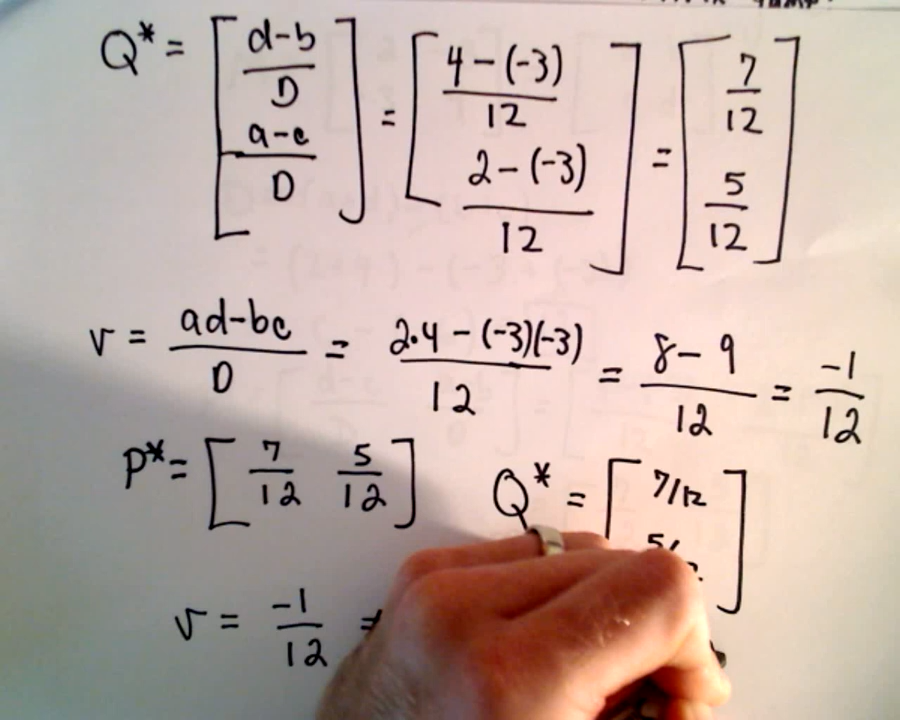 Q* = [ d-b/D a-c/D ] = [ 4-(-3)/12 2-(-3)/12 ] = [ 7/12 5/12 ]
v = ad-bc/D = 2·4-(-3)(-3)/12 = 8-9/12 = -1/12
P* = [ 7/12 5/12 ] Q* = [ 7/12 5/ ]
v = -1/12